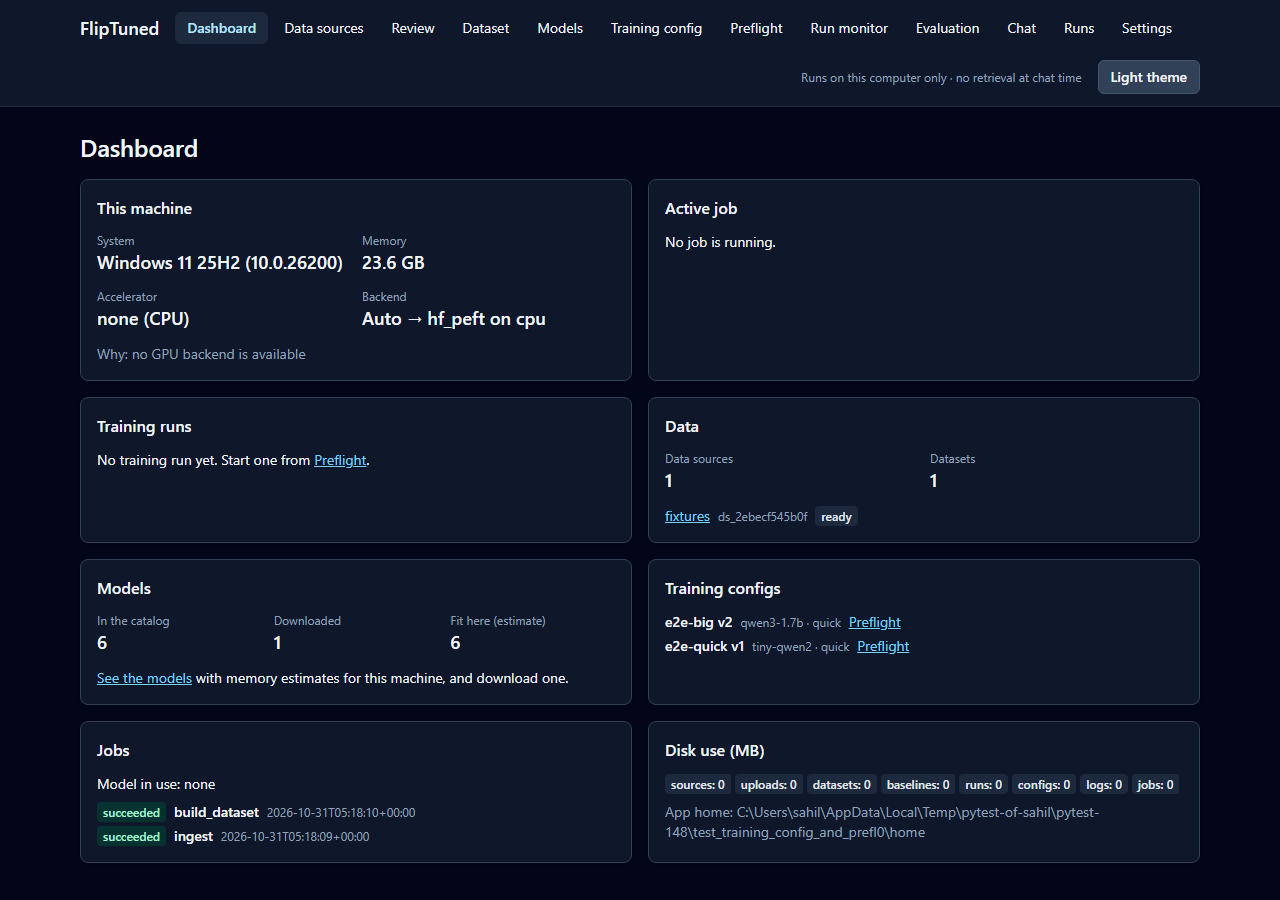 FlipTuned Dashboard Data sources Review Dataset Models Training config Preflight Run monitor Evaluation Chat Runs Settings
Runs on this computer only · no retrieval at chat time Light theme
Dashboard
This machine
System Memory
Windows 11 25H2 (10.0.26200) 23.6 GB
Accelerator Backend
none (CPU) Auto → hf_peft on cpu
Why: no GPU backend is available
Active job
No job is running.
Training runs
No training run yet. Start one from Preflight.
Data
Data sources Datasets
1 1
fixtures ds_2ebecf545b0f ready
Models
In the catalog Downloaded Fit here (estimate)
6 1 6
See the models with memory estimates for this machine, and download one.
Training configs
e2e-big v2 qwen3-1.7b · quick Preflight
e2e-quick v1 tiny-qwen2 · quick Preflight
Jobs
Model in use: none
succeeded build_dataset 2026-10-31T05:18:10+00:00
succeeded ingest 2026-10-31T05:18:09+00:00
Disk use (MB)
sources: 0 uploads: 0 datasets: 0 baselines: 0 runs: 0 configs: 0 logs: 0 jobs: 0
App home: C:\Users\sahil\AppData\Local\Temp\pytest-of-sahil\pytest-
148\test_training_config_and_prefl0\home